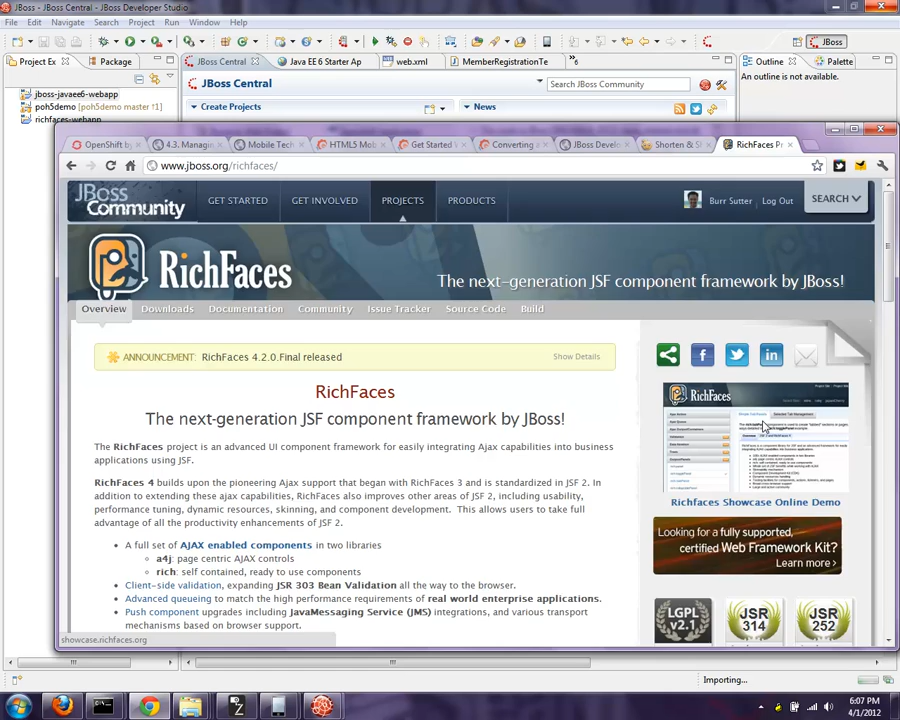 JBoss - JBoss Central - JBoss Developer Studio
File Edit Navigate Search Project Run Window Help
JBoss
Project Ex Package JBoss Central Java EE 6 Starter Ap web.xml MemberRegistrationTe »6 Outline Palette
JBoss Central Search JBoss Community An outline is not available.
Create Projects News
jboss-javaee6-webapp
poh5demo [poh5demo master ↑1]
richfaces-webapp
OpenShift by 4.3. Managin Mobile Tech HTML5 Mob Get Started Converting JBoss Develo Shorten & S RichFaces Pr
www.jboss.org/richfaces/
JBoss Community GET STARTED GET INVOLVED PROJECTS PRODUCTS Burr Sutter Log Out SEARCH
RichFaces The next-generation JSF component framework by JBoss!
Overview Downloads Documentation Community Issue Tracker Source Code Build
ANNOUNCEMENT: RichFaces 4.2.0.Final released Show Details
RichFaces
The next-generation JSF component framework by JBoss!
The RichFaces project is an advanced UI component framework for easily integrating Ajax capabilities into business
applications using JSF.
RichFaces 4 builds upon the pioneering Ajax support that began with RichFaces 3 and is standardized in JSF 2. In
addition to extending these ajax capabilities, RichFaces also improves other areas of JSF 2, including usability,
performance tuning, dynamic resources, skinning, and component development. This allows users to take full
advantage of all the productivity enhancements of JSF 2.
• A full set of AJAX enabled components in two libraries
a4j: page centric AJAX controls
rich: self contained, ready to use components
• Client-side validation, expanding JSR 303 Bean Validation all the way to the browser.
• Advanced queueing to match the high performance requirements of real world enterprise applications.
• Push component upgrades including JavaMessaging Service (JMS) integrations, and various transport
mechanisms based on browser support.
RichFaces
Richfaces Showcase Online Demo
Looking for a fully supported,
certified Web Framework Kit?
Learn more >
LGPL v2.1 JSR 314 JSR 252
showcase.richfaces.org
Importing...
6:07 PM
4/1/2012